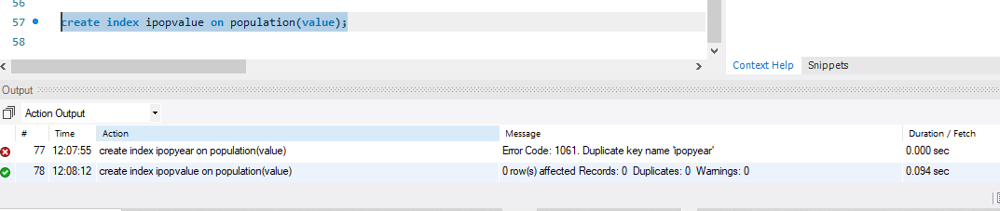 56
57 create index ipopvalue on population(value);
58
Context Help Snippets
Output
Action Output
# Time Action Message Duration / Fetch
77 12:07:55 create index ipopyear on population(value) Error Code: 1061. Duplicate key name 'ipopyear' 0.000 sec
78 12:08:12 create index ipopvalue on population(value) 0 row(s) affected Records: 0 Duplicates: 0 Warnings: 0 0.094 sec